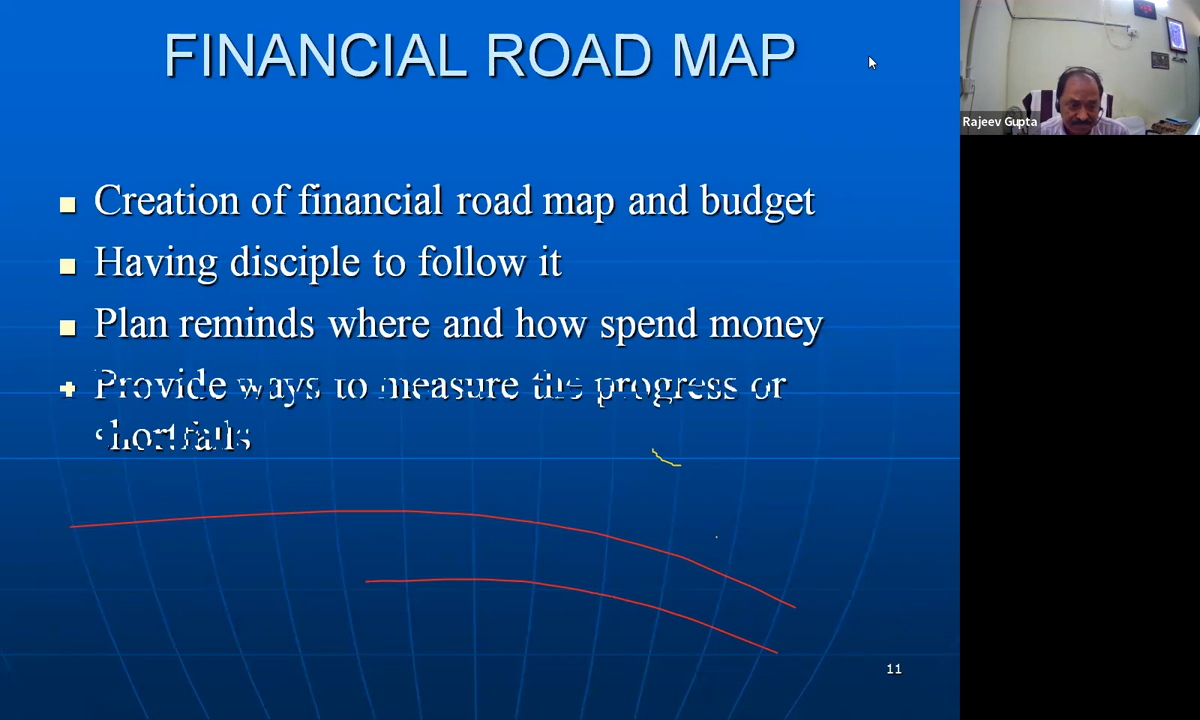 FINANCIAL ROAD MAP
Rajeev Gupta
Creation of financial road map and budget
Having disciple to follow it
Plan reminds where and how spend money
Provide ways to measure the progress or
shortfalls
11